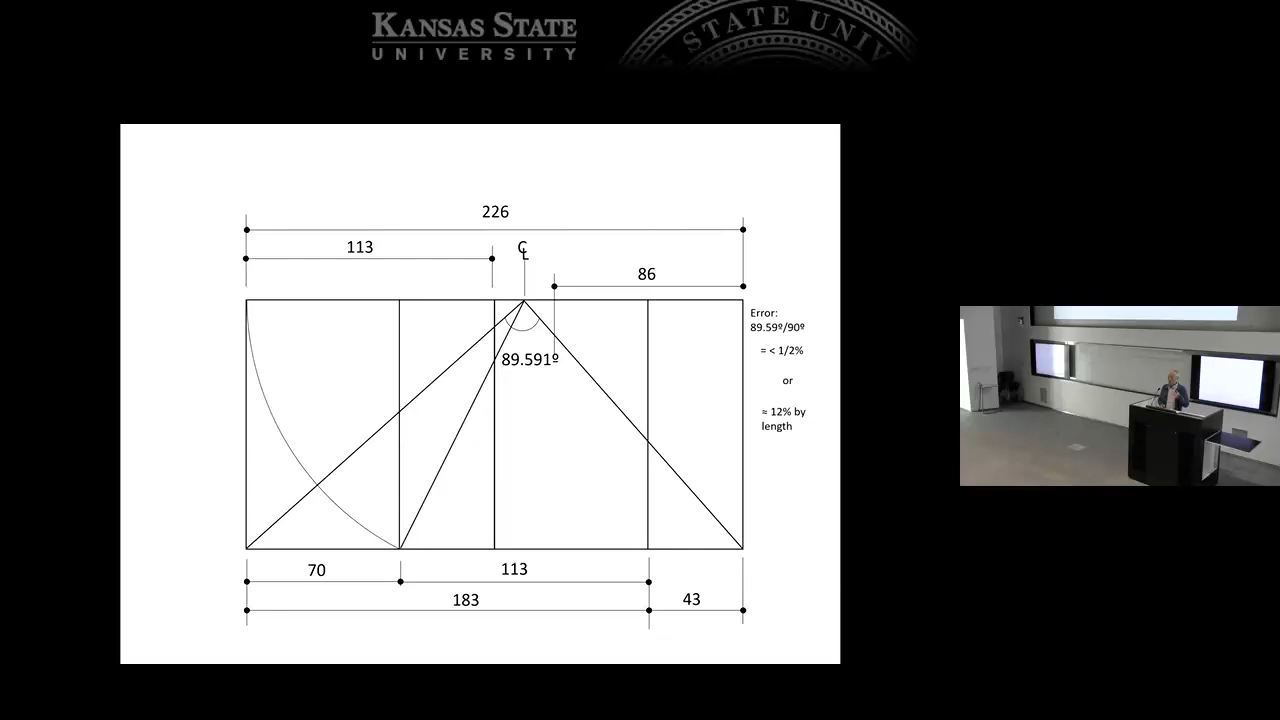 KANSAS STATE
UNIVERSITY
STATE UNIV
226
113
℄
86
Error:
89.59º/90º
= < 1/2%
or
≈ 12% by
length
89.591º
70
113
183
43